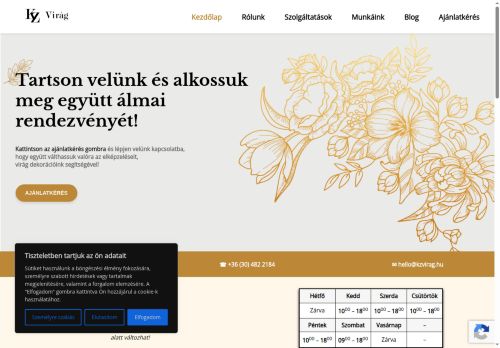 KZ Virág
Kezdőlap Rólunk Szolgáltatások Munkáink Blog Ajánlatkérés
Tartson velünk és alkossuk
meg együtt álmai
rendezvényét!
Kattintson az ajánlatkérés gombra és lépjen velünk kapcsolatba,
hogy együtt válthassuk valóra az elképzeléseit,
virág dekorációink segítségével!
AJÁNLATKÉRÉS
+36 (30) 482 2184 hello@kzvirag.hu
Tiszteletben tartjuk az ön adatait
Sütiket használunk a böngészési élmény fokozására,
személyre szabott hirdetések vagy tartalmak
megjelenítésére, valamint a forgalom elemzésére. A
"Elfogadom" gombra kattintva Ön hozzájárul a cookie-k
használatához.
Személyre szabás Elutasítom Elfogadom
alatt változhat!
Hétfő Kedd Szerda Csütörtök
Zárva 10⁰⁰ – 18⁰⁰ 10⁰⁰ – 18⁰⁰ 10⁰⁰ – 18⁰⁰
Péntek Szombat Vasárnap –
10⁰⁰ – 18⁰⁰ 09⁰⁰ – 18⁰⁰ Zárva –